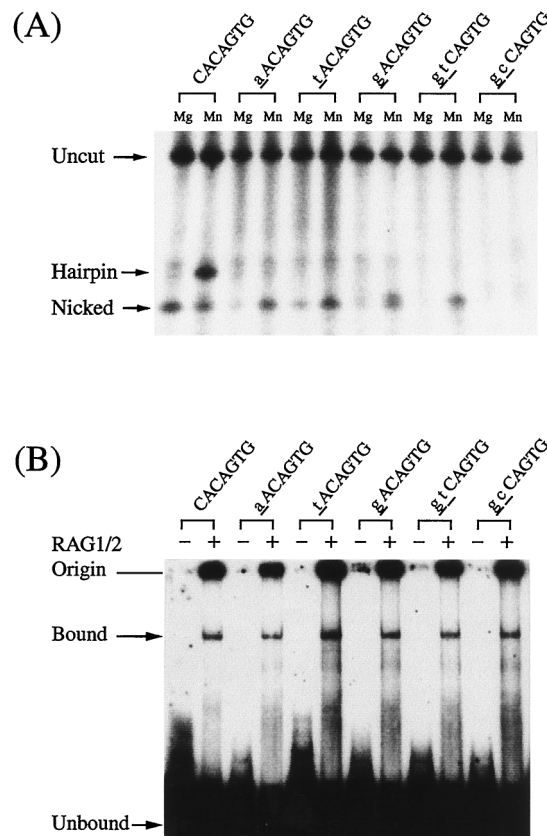 (A)
CACAGTG aACAGTG tACAGTG gACAGTG gtCAGTG gcCAGTG
Mg Mn Mg Mn Mg Mn Mg Mn Mg Mn Mg Mn
Uncut
Hairpin
Nicked
(B)
CACAGTG aACAGTG tACAGTG gACAGTG gtCAGTG gcCAGTG
RAG1/2 − + − + − + − + − + − +
Origin
Bound
Unbound